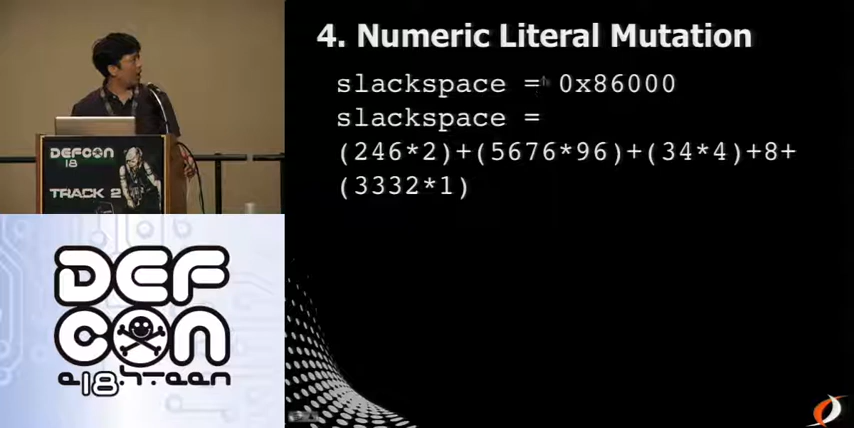 4. Numeric Literal Mutation
slackspace = 0x86000
slackspace =
(246*2)+(5676*96)+(34*4)+8+
(3332*1)
DEFCON
18
TRACK 2
DEF
CON
e18hteen